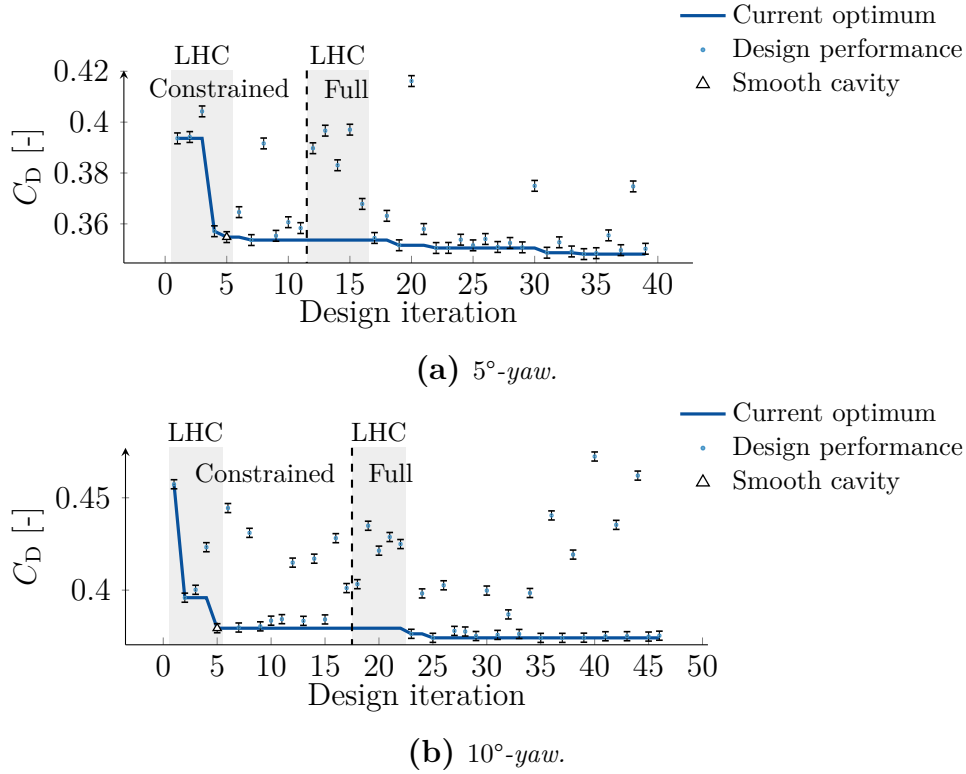 Current optimum
Design performance
Smooth cavity
LHC LHC
Constrained Full
0.42
0.4
0.38
0.36
C_D [-]
0 5 10 15 20 25 30 35 40
Design iteration
(a) 5°-yaw.
Current optimum
Design performance
Smooth cavity
LHC LHC
Constrained Full
0.45
0.4
C_D [-]
0 5 10 15 20 25 30 35 40 45 50
Design iteration
(b) 10°-yaw.